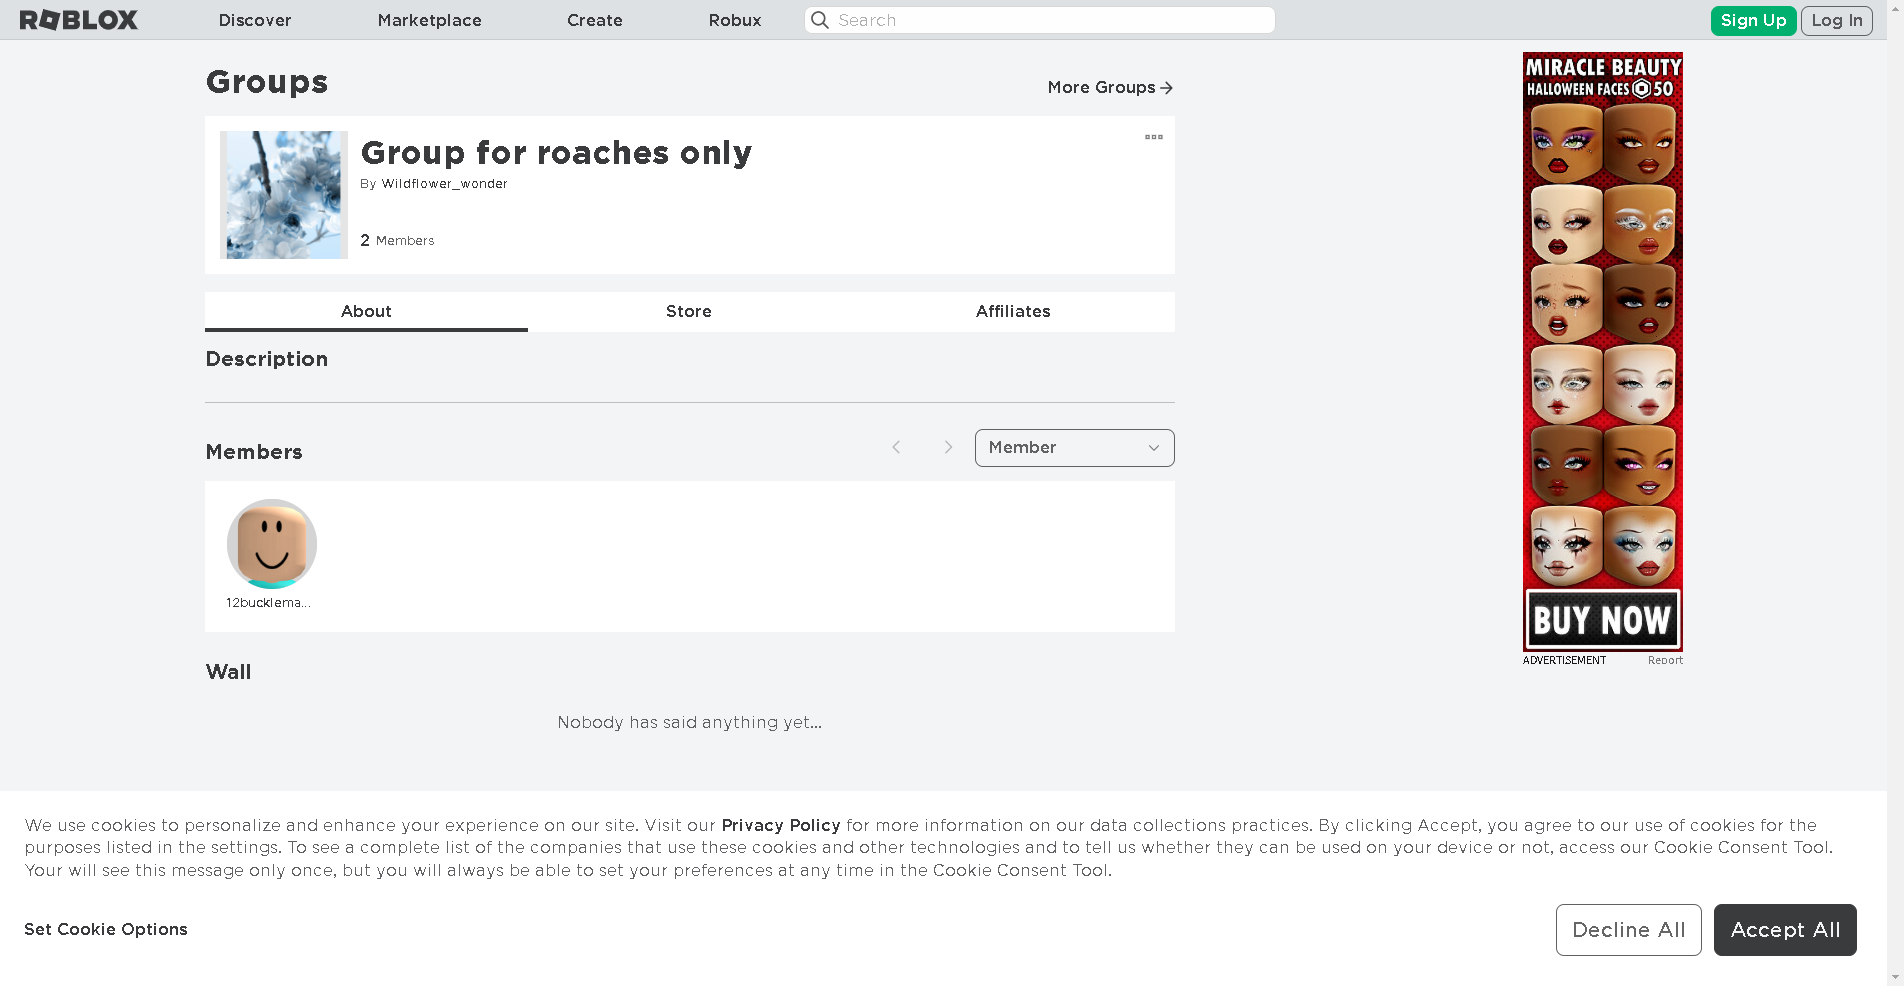 ROBLOX
Discover
Marketplace
Create
Robux
Search
Sign Up
Log In
Groups
More Groups
Group for roaches only
By Wildflower_wonder
2 Members
About
Store
Affiliates
Description
Members
Member
12bucklema...
Wall
Nobody has said anything yet...
MIRACLE BEAUTY
HALLOWEEN FACES 50
BUY NOW
ADVERTISEMENT
Report
We use cookies to personalize and enhance your experience on our site. Visit our Privacy Policy for more information on our data collections practices. By clicking Accept, you agree to our use of cookies for the
purposes listed in the settings. To see a complete list of the companies that use these cookies and other technologies and to tell us whether they can be used on your device or not, access our Cookie Consent Tool.
Your will see this message only once, but you will always be able to set your preferences at any time in the Cookie Consent Tool.
Set Cookie Options
Decline All
Accept All